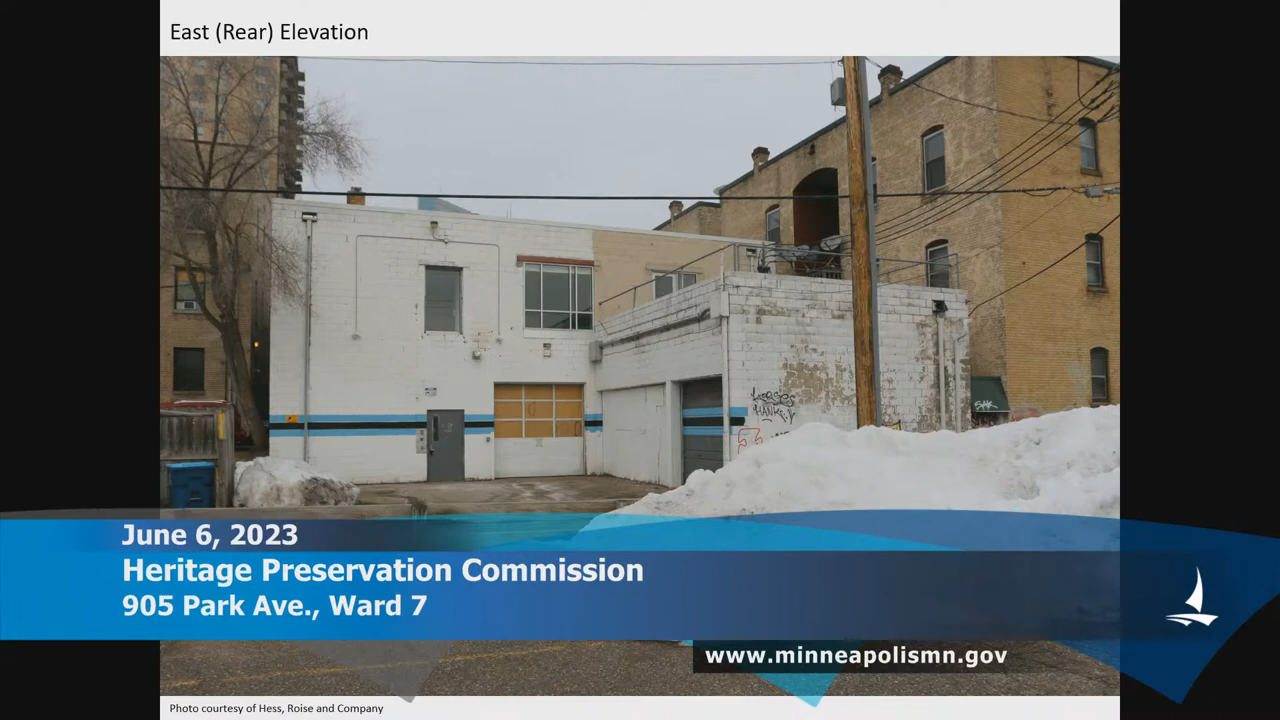 East (Rear) Elevation
SAK
June 6, 2023
Heritage Preservation Commission
905 Park Ave., Ward 7
www.minneapolismn.gov
Photo courtesy of Hess, Roise and Company